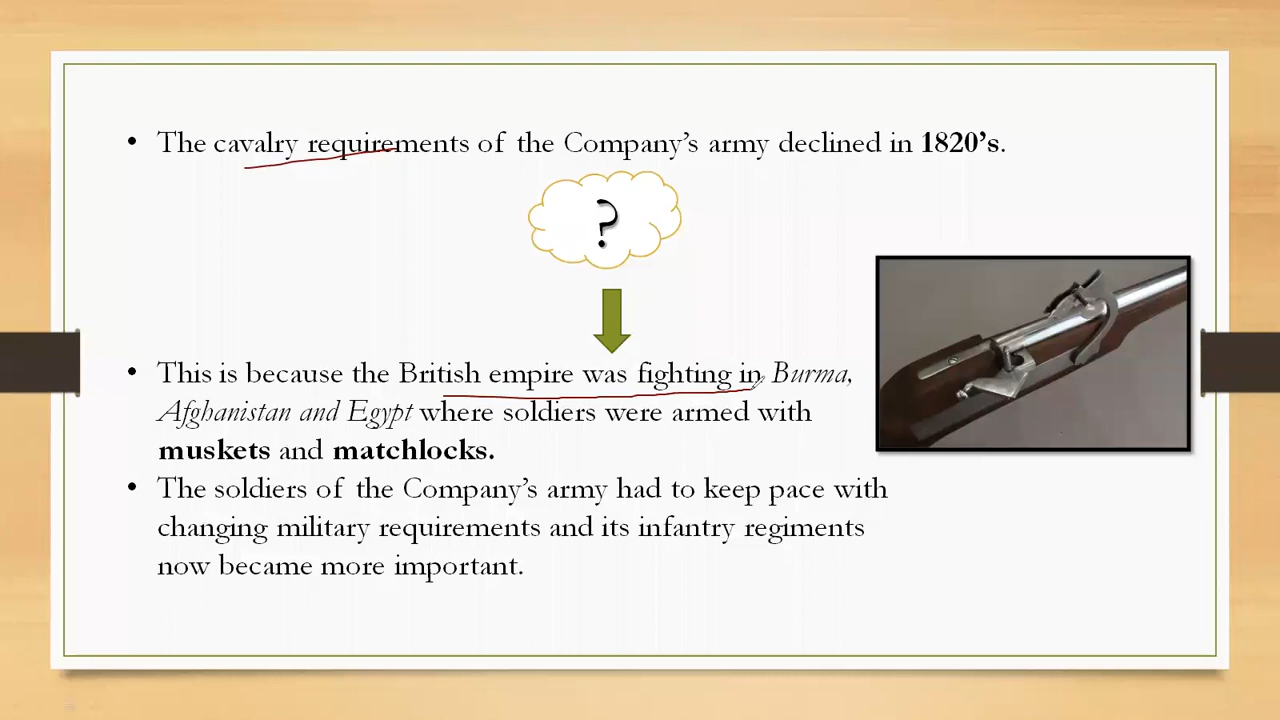 • The cavalry requirements of the Company's army declined in 1820's.
?
• This is because the British empire was fighting in Burma,
Afghanistan and Egypt where soldiers were armed with
muskets and matchlocks.
• The soldiers of the Company's army had to keep pace with
changing military requirements and its infantry regiments
now became more important.